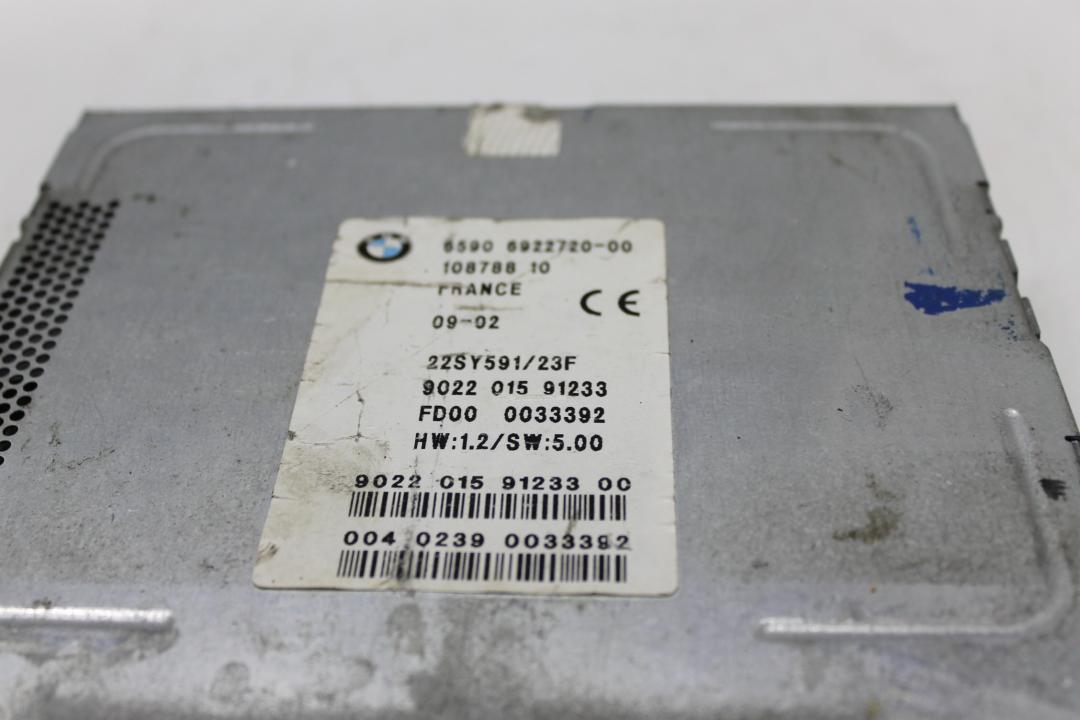 6590 6922720-00
108788 10
FRANCE
CE
09-02
22SY591/23F
9022 015 91233
FD00 0033392
HW:1.2/SW:5.00
9022 015 91233 00
004 0239 0033392